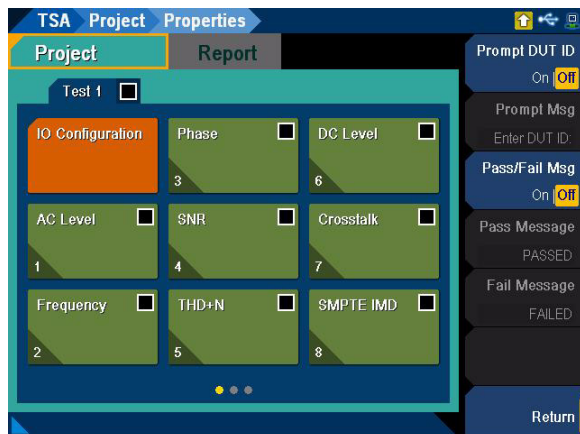 TSA Project Properties
Project
Report
Prompt DUT ID
On | Off
Test 1
Prompt Msg
Enter DUT ID:
IO Configuration
Phase
3
DC Level
6
Pass/Fail Msg
On | Off
AC Level
1
SNR
4
Crosstalk
7
Pass Message
PASSED
Fail Message
FAILED
Frequency
2
THD+N
5
SMPTE IMD
8
Return